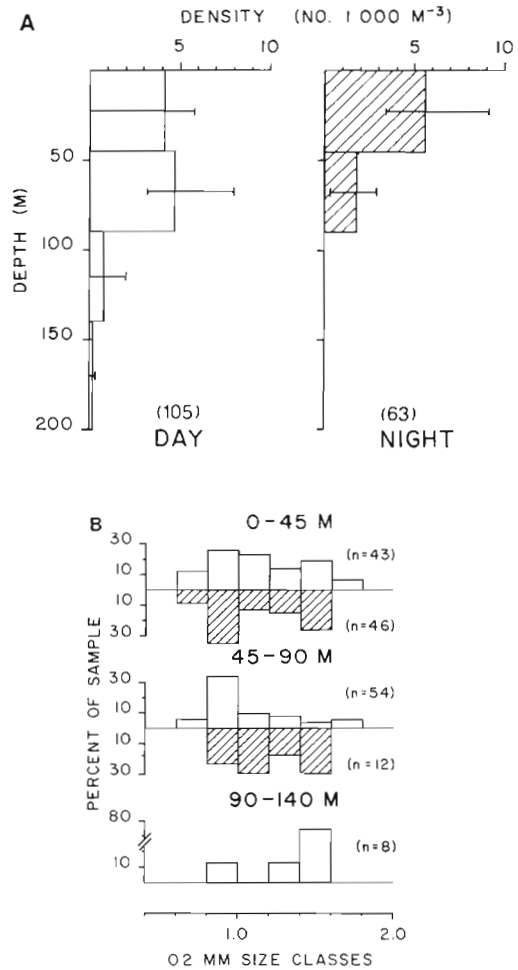 A
DENSITY (NO. 1 000 M⁻³)
5 10 5 10
DEPTH (M)
50
100
150
200
(105) (63)
DAY NIGHT
B
0-45 M
30
10
10
30
(n=43)
(n=46)
45-90 M
30
10
10
30
(n=54)
(n=12)
PERCENT OF SAMPLE
90-140 M
80
10
(n=8)
1.0 2.0
02 MM SIZE CLASSES